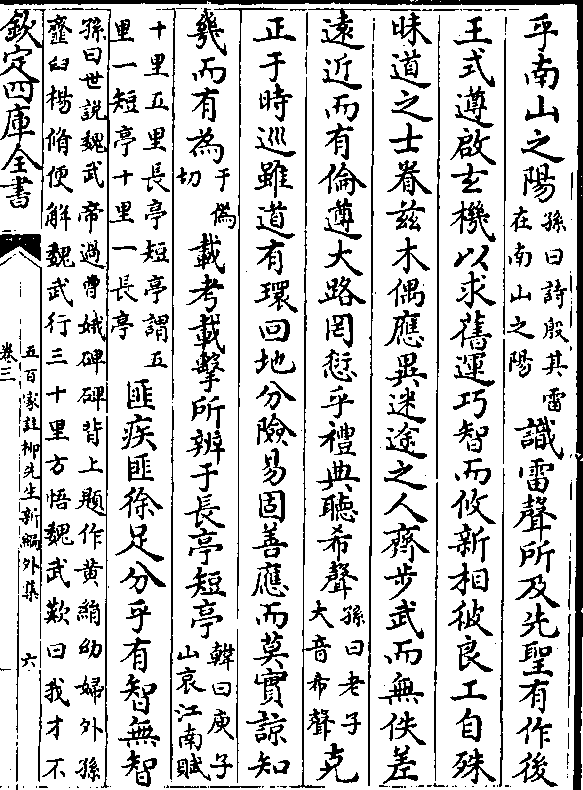 乎南山之陽孫曰詩殷其雷在南山之陽識雷聲所及先聖有作後
王式遵啟玄機以求舊運巧智而攸新相彼良工自殊
昧道之士眷兹木偶應異迷途之人齊步武而無佚差
遠近而有倫遵大路罔愆乎禮典聽希聲孫曰老子大音希聲克
正于時巡雖道有環回地分險易固善應而莫實諒知
幾而有為于偽切載考載擊所辨于長亭短亭韓曰庾子山哀江南賦
十里五里長亭短亭謂五里一短亭十里一長亭匪疾匪徐足分乎有智無智
孫曰世説魏武帝過曹娥碑碑背上題作黄絹幼婦外孫
虀臼楊脩便解魏武行三十里方悟魏武歎曰我才不
欽定四庫全書
卷三
五百家註柳先生新編外集
六